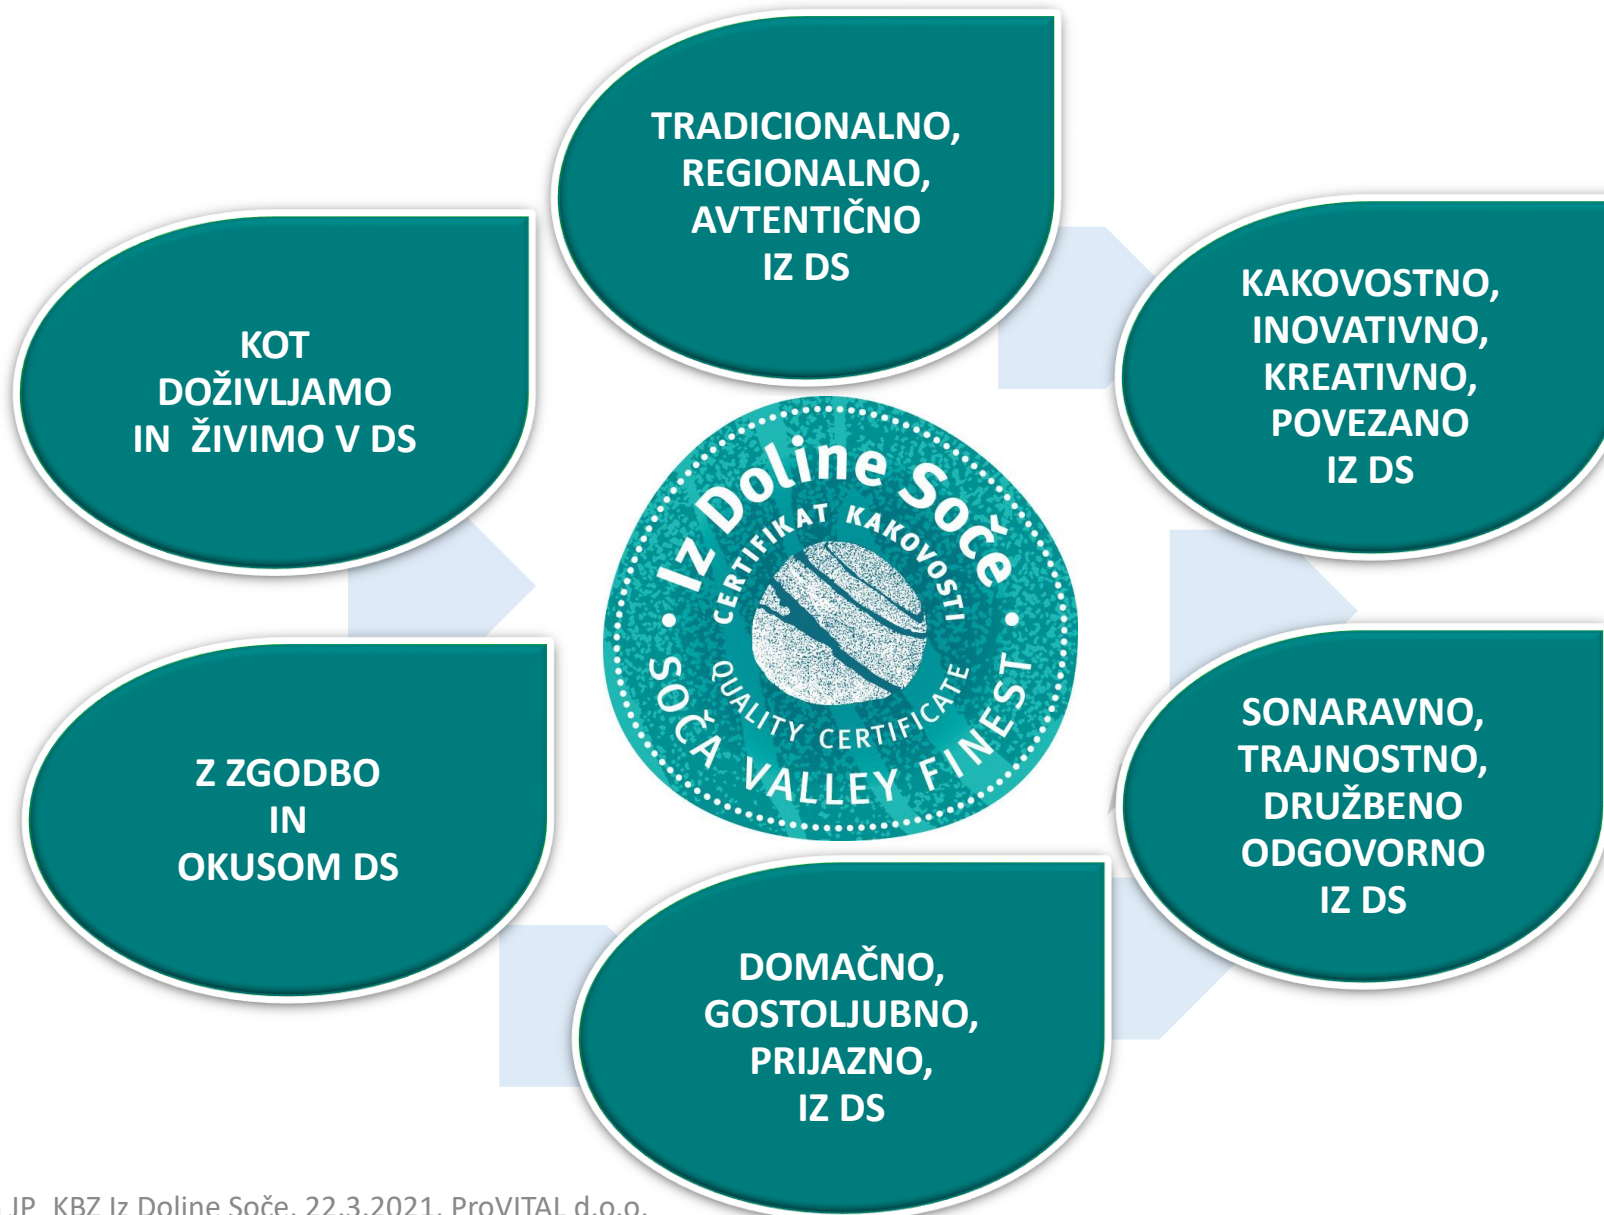 TRADICIONALNO,
REGIONALNO,
AVTENTIČNO
IZ DS
KAKOVOSTNO,
INOVATIVNO,
KREATIVNO,
POVEZANO
IZ DS
KOT
DOŽIVLJAMO
IN ŽIVIMO V DS
Iz Doline Soče
CERTIFIKAT KAKOVOSTI
QUALITY CERTIFICATE
SOČA VALLEY FINEST
SONARAVNO,
TRAJNOSTNO,
DRUŽBENO
ODGOVORNO
IZ DS
Z ZGODBO
IN
OKUSOM DS
DOMAČNO,
GOSTOLJUBNO,
PRIJAZNO,
IZ DS
JP KBZ Iz Doline Soče, 22.3.2021, ProVITAL d.o.o.